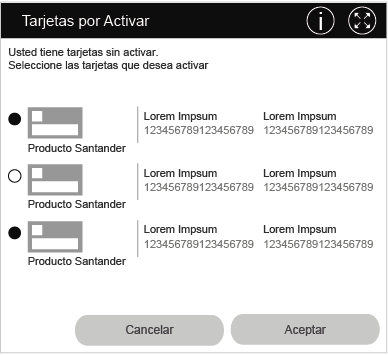 Tarjetas por Activar
Usted tiene tarjetas sin activar.
Seleccione las tarjetas que desea activar
Lorem Impsum Lorem Impsum
123456789123456789 123456789123456789
Producto Santander
Lorem Impsum Lorem Impsum
123456789123456789 123456789123456789
Producto Santander
Lorem Impsum Lorem Impsum
123456789123456789 123456789123456789
Producto Santander
Cancelar Aceptar